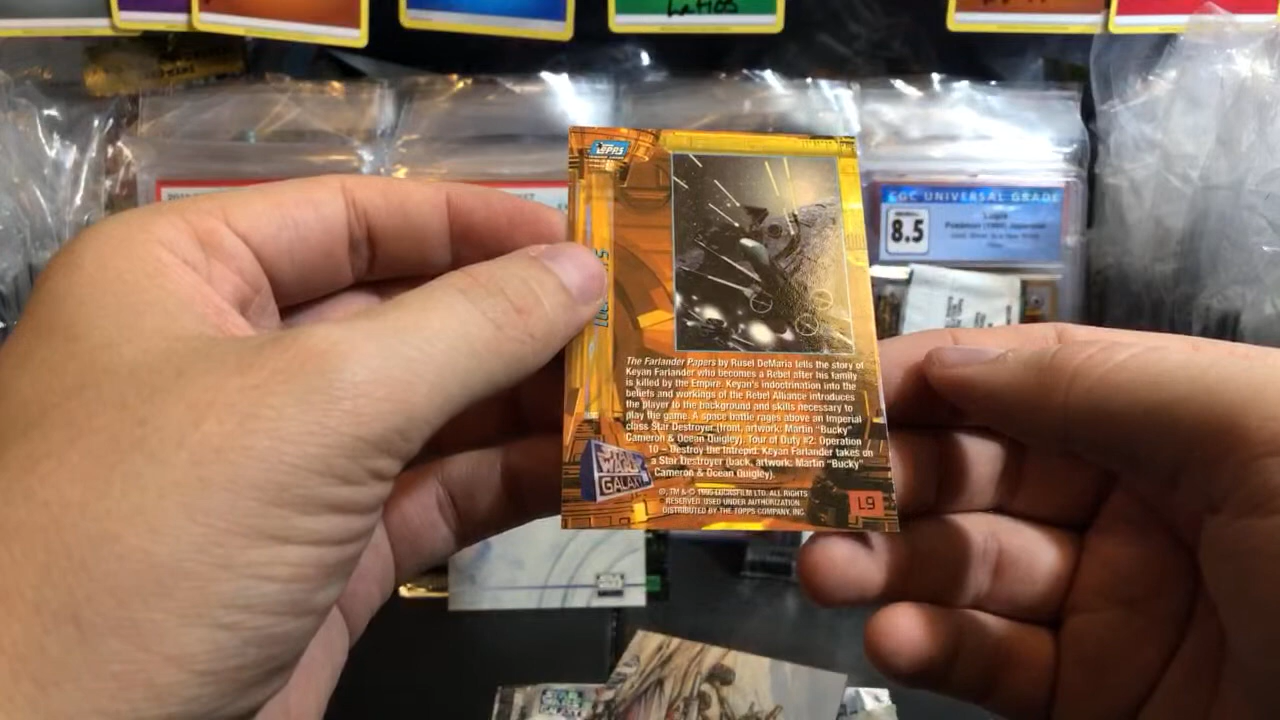 Latios
TOPPS
CGC UNIVERSAL GRADE
8.5
Lugia
The Farlander Papers by Rusel DeMaria tells the story of
Keyan Farlander who becomes a Rebel after his family
is killed by the Empire. Keyan's indoctrination into the
beliefs and workings of the Rebel Alliance introduces
the player to the background and skills necessary to
play the game. A space battle rages above an Imperial
class Star Destroyer (front, artwork: Martin "Bucky"
Cameron & Ocean Quigley). Tour of Duty #2: Operation
10 – Destroy the Intrepid: Keyan Farlander takes on
a Star Destroyer (back, artwork: Martin "Bucky"
Cameron & Ocean Quigley).
STAR
WARS
GALAXY
®, TM & © 1995 LUCASFILM LTD. ALL RIGHTS
RESERVED. USED UNDER AUTHORIZATION.
DISTRIBUTED BY THE TOPPS COMPANY, INC.
L9